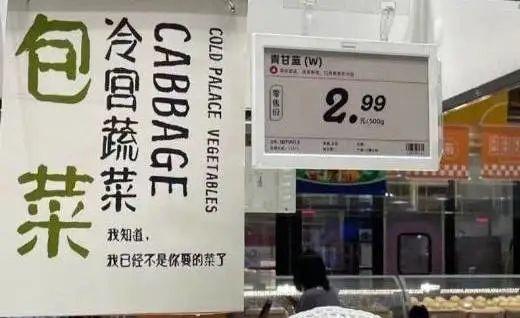 包菜
冷宫蔬菜
CABBAGE
COLD PALACE VEGETABLES
我知道，
我已经不是你要的菜了
青甘蓝 (W)
零售价
2.99
元/500g